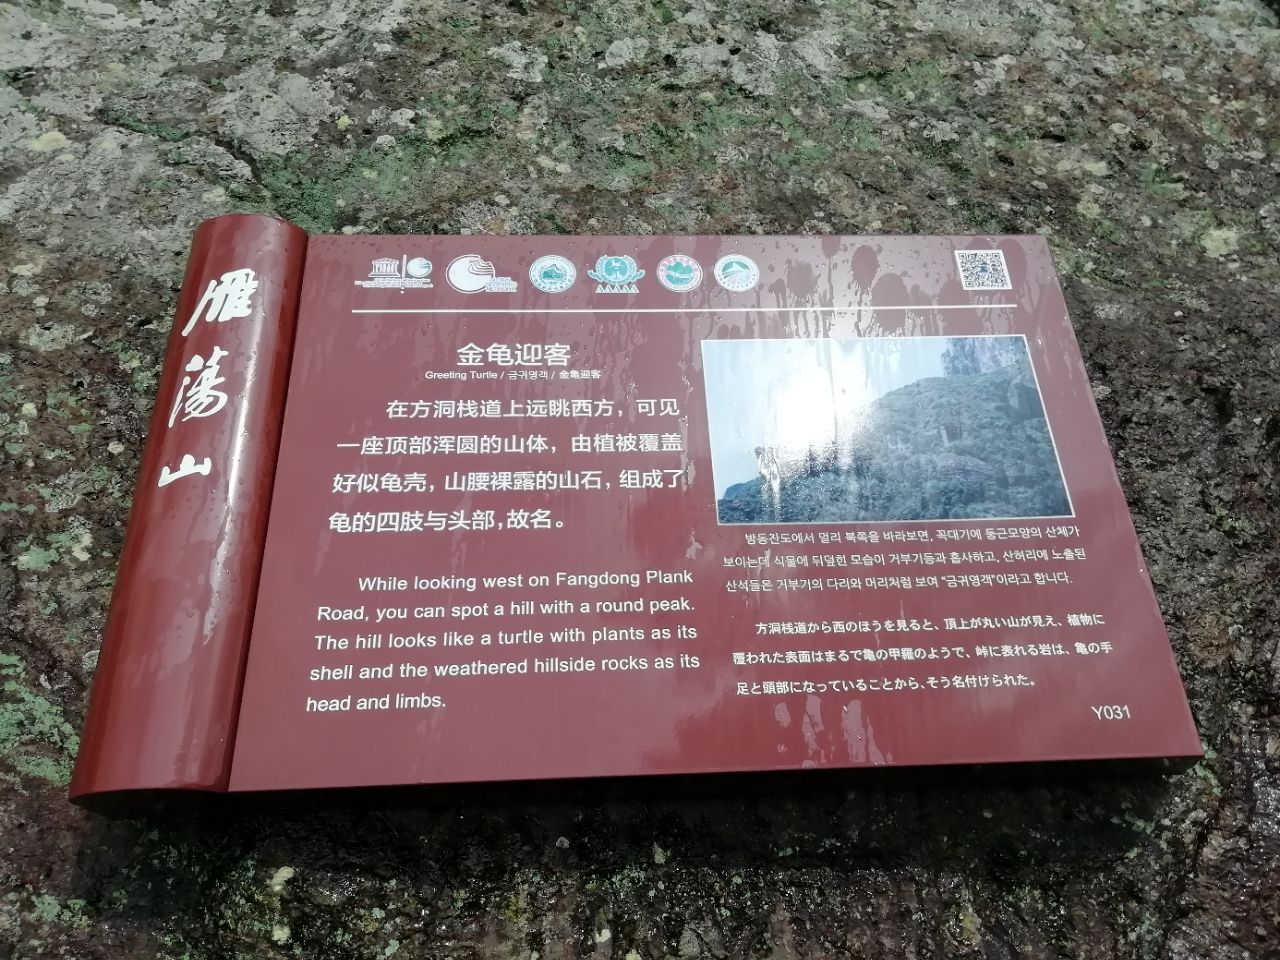 雁荡山
金龟迎客
Greeting Turtle / 금귀영객 / 金亀迎客
在方洞栈道上远眺西方，可见
一座顶部浑圆的山体，由植被覆盖
好似龟壳，山腰裸露的山石，组成了
龟的四肢与头部，故名。
While looking west on Fangdong Plank
Road, you can spot a hill with a round peak.
The hill looks like a turtle with plants as its
shell and the weathered hillside rocks as its
head and limbs.
방동잔도에서 멀리 북쪽을 바라보면, 꼭대기에 둥근모양의 산체가
보이는데 식물에 뒤덮힌 모습이 거부기등과 흡사하고, 산허리에 노출된
산석들은 거부기의 다리와 머리처럼 보여 “금귀영객”이라고 합니다.
方洞桟道から西のほうを見ると、頂上が丸い山が見え、植物に
覆われた表面はまるで亀の甲羅のようで、峠に表れる岩は、亀の手
足と頭部になっていることから、そう名付けられた。
Y031